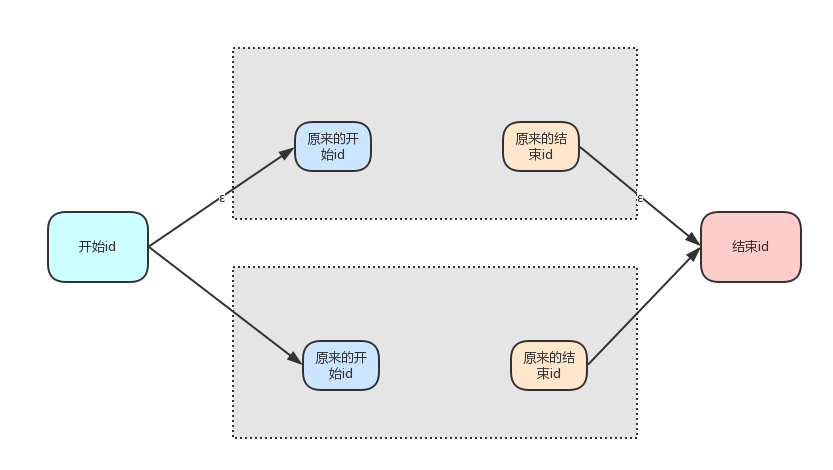 原来的开
始id
原来的结
束id
ε
ε
开始id
结束id
原来的开
始id
原来的结
束id